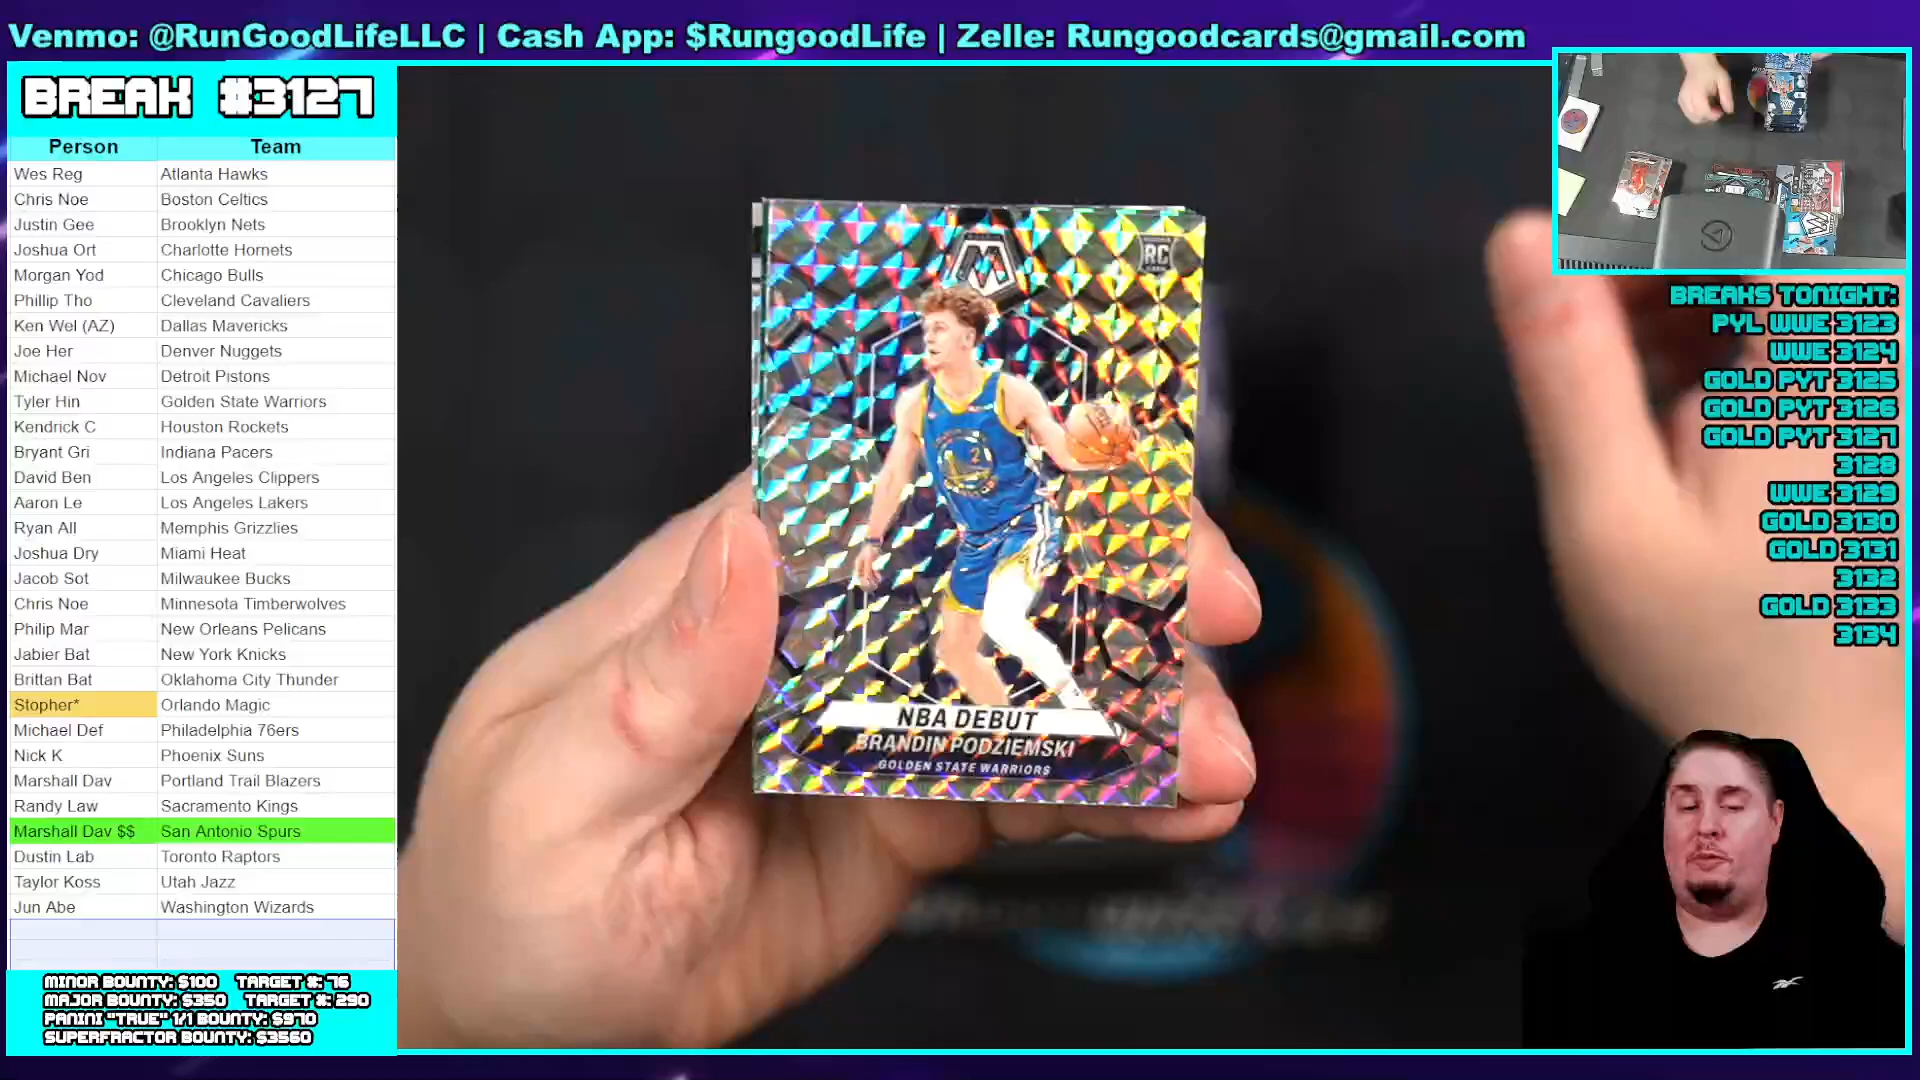 Venmo: @RunGoodLifeLLC | Cash App: $RungoodLife | Zelle: Rungoodcards@gmail.com
BREAK #3127
Person Team
Wes Reg Atlanta Hawks
Chris Noe Boston Celtics
Justin Gee Brooklyn Nets
Joshua Ort Charlotte Hornets
Morgan Yod Chicago Bulls
Phillip Tho Cleveland Cavaliers
Ken Wel (AZ) Dallas Mavericks
Joe Her Denver Nuggets
Michael Nov Detroit Pistons
Tyler Hin Golden State Warriors
Kendrick C Houston Rockets
Bryant Gri Indiana Pacers
David Ben Los Angeles Clippers
Aaron Le Los Angeles Lakers
Ryan All Memphis Grizzlies
Joshua Dry Miami Heat
Jacob Sot Milwaukee Bucks
Chris Noe Minnesota Timberwolves
Philip Mar New Orleans Pelicans
Jabier Bat New York Knicks
Brittan Bat Oklahoma City Thunder
Stopher* Orlando Magic
Michael Def Philadelphia 76ers
Nick K Phoenix Suns
Marshall Dav Portland Trail Blazers
Randy Law Sacramento Kings
Marshall Dav $$ San Antonio Spurs
Dustin Lab Toronto Raptors
Taylor Koss Utah Jazz
Jun Abe Washington Wizards
MINOR BOUNTY: $100 TARGET #: 76
MAJOR BOUNTY: $350 TARGET #: 290
PANINI "TRUE" 1/1 BOUNTY: $970
SUPERFRACTOR BOUNTY: $3560
M
RC
2
NBA DEBUT
BRANDIN PODZIEMSKI
GOLDEN STATE WARRIORS
BREAKS TONIGHT:
PYL WWE 3123
WWE 3124
GOLD PYT 3125
GOLD PYT 3126
GOLD PYT 3127
3128
WWE 3129
GOLD 3130
GOLD 3131
3132
GOLD 3133
3134